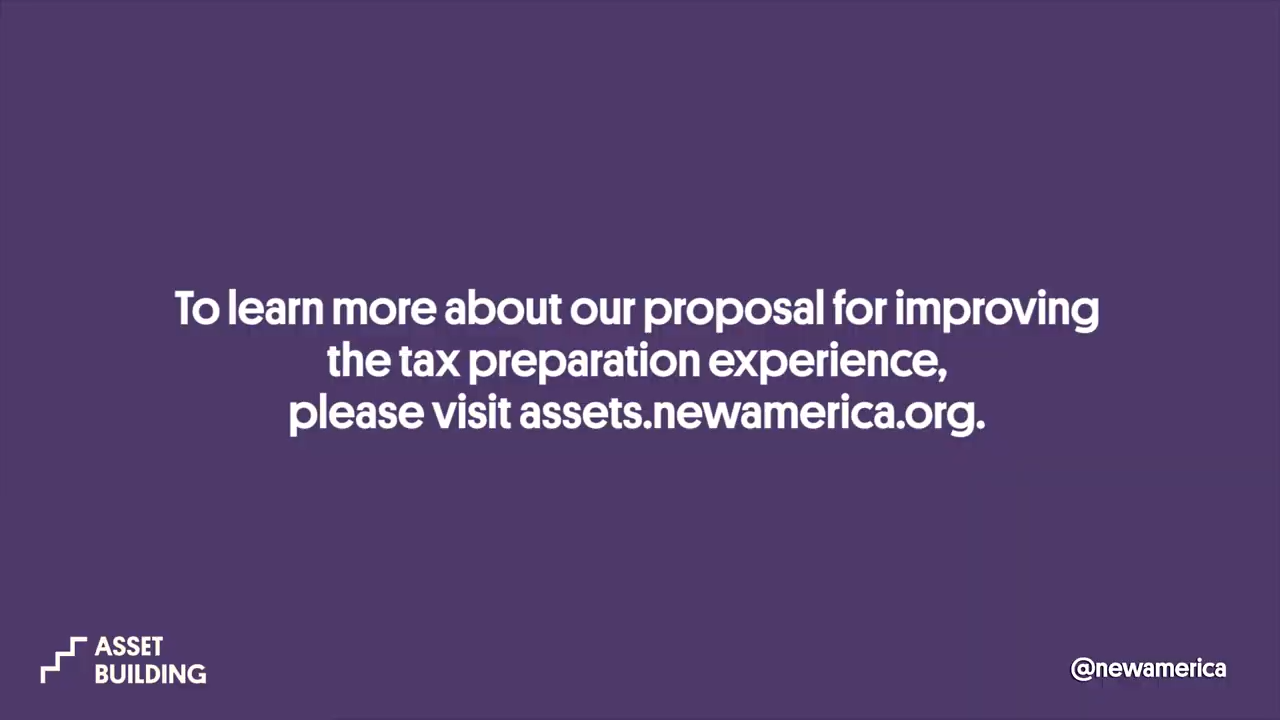 To learn more about our proposal for improving
the tax preparation experience,
please visit assets.newamerica.org.
ASSET
BUILDING
@newamerica